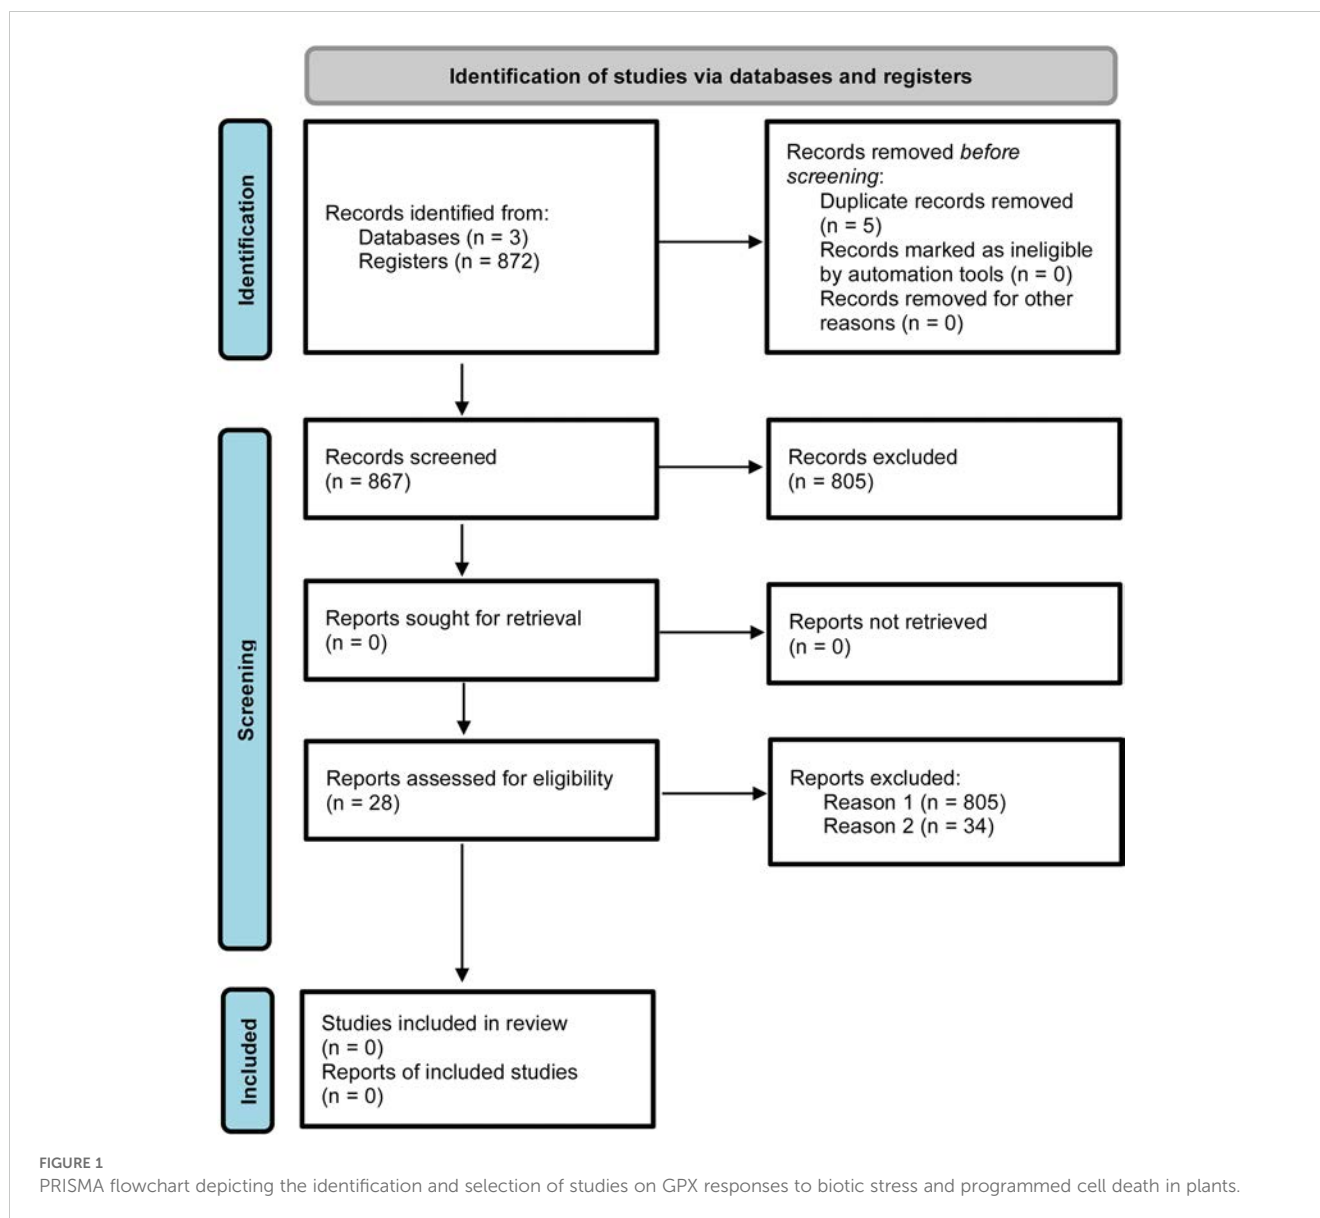 Identification of studies via databases and registers
Identification
Records identified from:
Databases (n = 3)
Registers (n = 872)
Records removed before
screening:
Duplicate records removed
(n = 5)
Records marked as ineligible
by automation tools (n = 0)
Records removed for other
reasons (n = 0)
Screening
Records screened
(n = 867)
Records excluded
(n = 805)
Reports sought for retrieval
(n = 0)
Reports not retrieved
(n = 0)
Reports assessed for eligibility
(n = 28)
Reports excluded:
Reason 1 (n = 805)
Reason 2 (n = 34)
Included
Studies included in review
(n = 0)
Reports of included studies
(n = 0)
FIGURE 1
PRISMA flowchart depicting the identification and selection of studies on GPX responses to biotic stress and programmed cell death in plants.